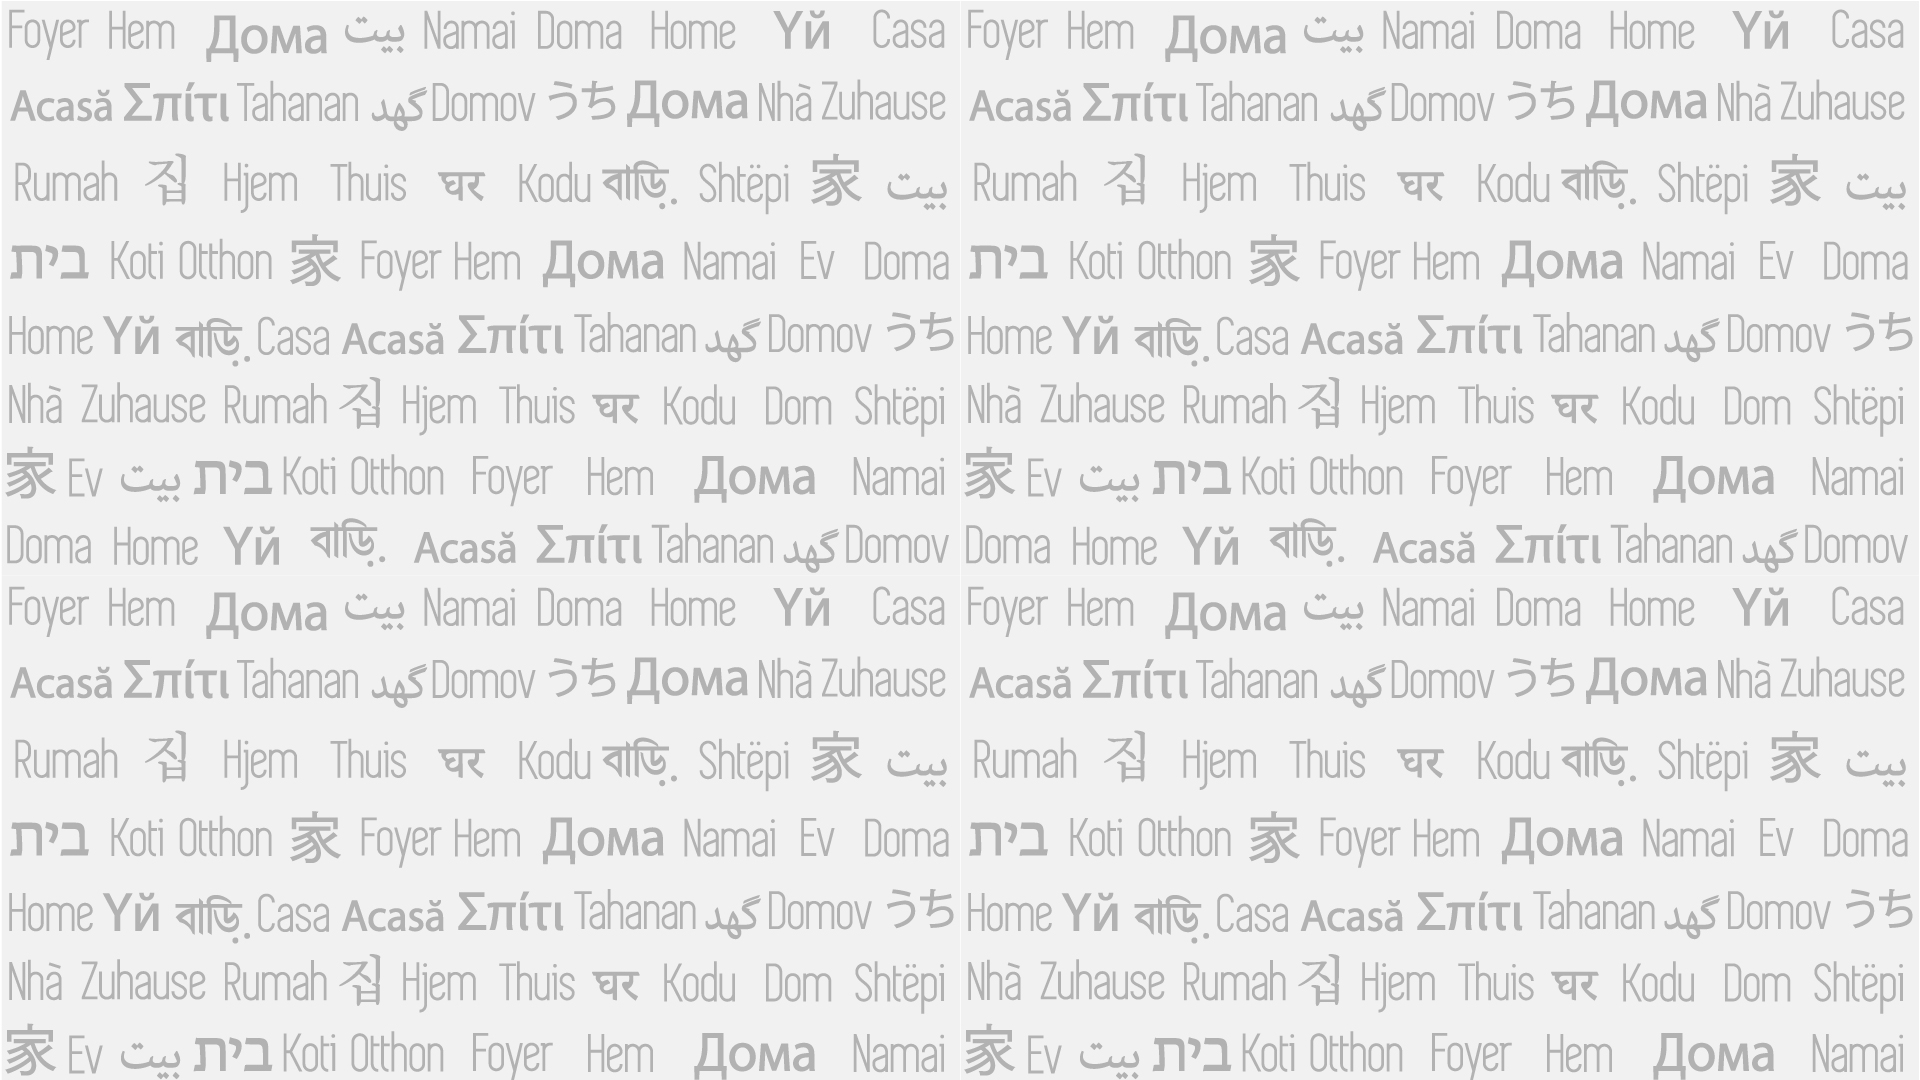 Foyer Hem Дома بيت Namai Doma Home Үй Casa Foyer Hem Дома بيت Namai Doma Home Үй Casa
Acasă Σπίτι Tahanan گهد Domov うち Дома Nhà Zuhause Acasă Σπίτι Tahanan گهد Domov うち Дома Nhà Zuhause
Rumah 집 Hjem Thuis घर Kodu বাড়ি. Shtëpi 家 بيت Rumah 집 Hjem Thuis घर Kodu বাড়ি. Shtëpi 家 بيت
בית Koti Otthon 家 Foyer Hem Дома Namai Ev Doma בית Koti Otthon 家 Foyer Hem Дома Namai Ev Doma
Home Үй বাড়ি. Casa Acasă Σπίτι Tahanan گهد Domov うち Home Үй বাড়ি. Casa Acasă Σπίτι Tahanan گهد Domov うち
Nhà Zuhause Rumah 집 Hjem Thuis घर Kodu Dom Shtëpi Nhà Zuhause Rumah 집 Hjem Thuis घर Kodu Dom Shtëpi
家 Ev بيت בית Koti Otthon Foyer Hem Дома Namai 家 Ev بيت בית Koti Otthon Foyer Hem Дома Namai
Doma Home Үй বাড়ি. Acasă Σπίτι Tahanan گهد Domov Doma Home Үй বাড়ি. Acasă Σπίτι Tahanan گهد Domov
Foyer Hem Дома بيت Namai Doma Home Үй Casa Foyer Hem Дома بيت Namai Doma Home Үй Casa
Acasă Σπίτι Tahanan گهد Domov うち Дома Nhà Zuhause Acasă Σπίτι Tahanan گهد Domov うち Дома Nhà Zuhause
Rumah 집 Hjem Thuis घर Kodu বাড়ি. Shtëpi 家 بيت Rumah 집 Hjem Thuis घर Kodu বাড়ি. Shtëpi 家 بيت
בית Koti Otthon 家 Foyer Hem Дома Namai Ev Doma בית Koti Otthon 家 Foyer Hem Дома Namai Ev Doma
Home Үй বাড়ি. Casa Acasă Σπίτι Tahanan گهد Domov うち Home Үй বাড়ি. Casa Acasă Σπίτι Tahanan گهد Domov うち
Nhà Zuhause Rumah 집 Hjem Thuis घर Kodu Dom Shtëpi Nhà Zuhause Rumah 집 Hjem Thuis घर Kodu Dom Shtëpi
家 Ev بيت בית Koti Otthon Foyer Hem Дома Namai 家 Ev بيت בית Koti Otthon Foyer Hem Дома Namai